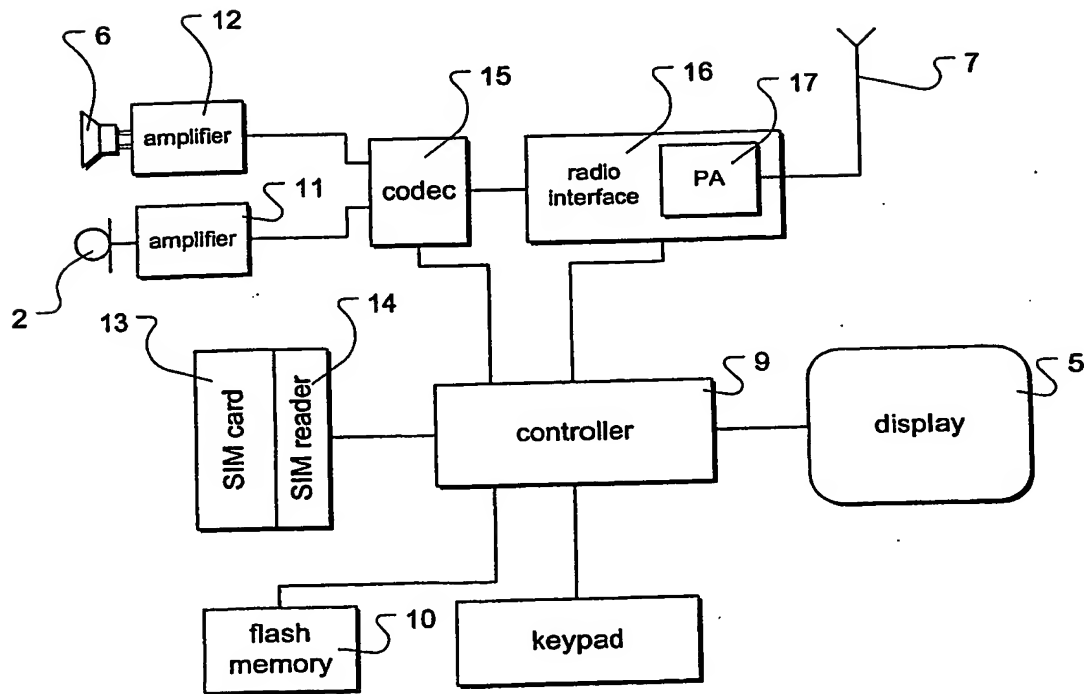 6
12
15
16
17
7
amplifier
codec
radio
interface
PA
11
amplifier
2
13
14
9
5
SIM card
SIM reader
controller
display
flash
memory
10
keypad